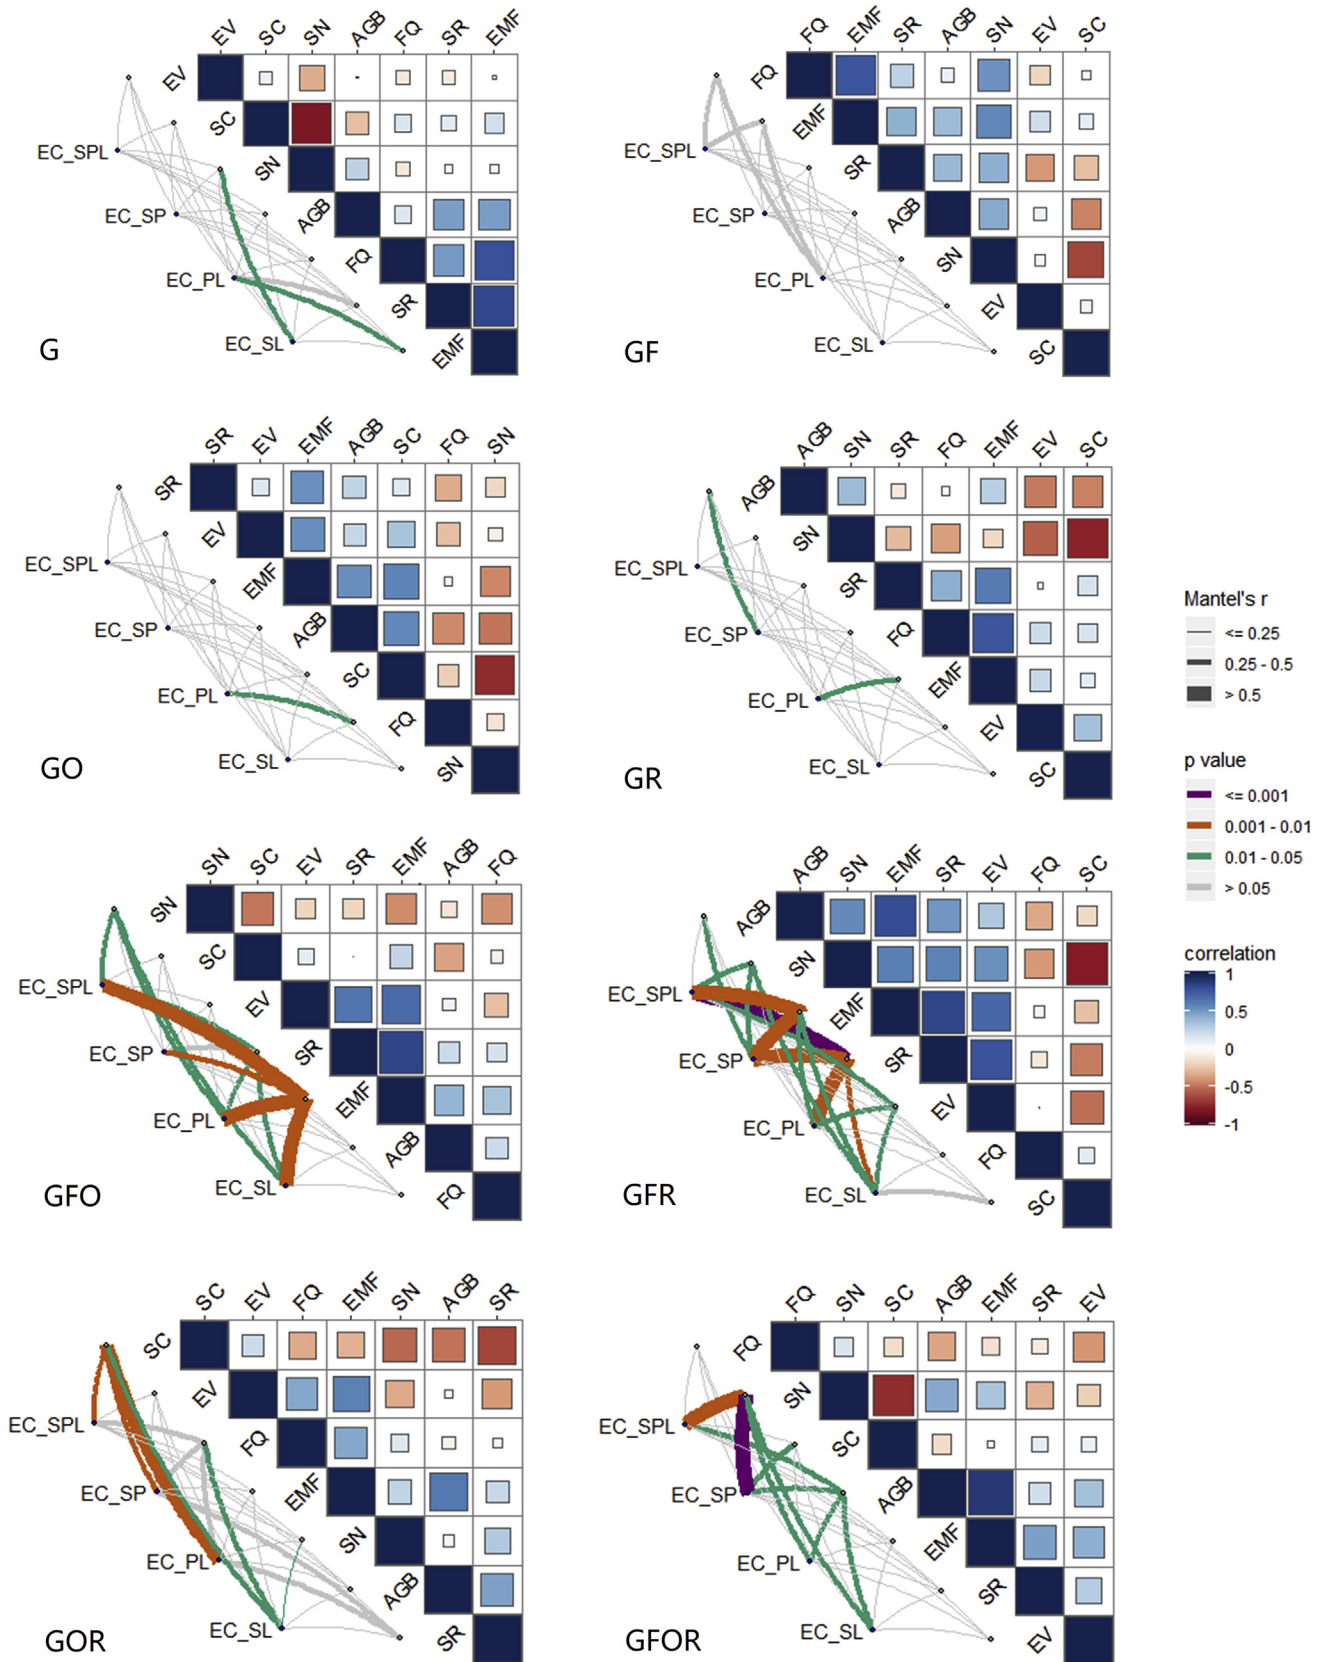 EV SC SN AGB FQ SR EMF
EV
SC
SN
AGB
FQ
SR
EMF
EC_SPL
EC_SP
EC_PL
EC_SL
G
FQ EMF SR AGB SN EV SC
FQ
EMF
SR
AGB
SN
EV
SC
EC_SPL
EC_SP
EC_PL
EC_SL
GF
SR EV EMF AGB SC FQ SN
SR
EV
EMF
AGB
SC
FQ
SN
EC_SPL
EC_SP
EC_PL
EC_SL
GO
AGB SN SR FQ EMF EV SC
AGB
SN
SR
FQ
EMF
EV
SC
EC_SPL
EC_SP
EC_PL
EC_SL
GR
SN SC EV SR EMF AGB FQ
SN
SC
EV
SR
EMF
AGB
FQ
EC_SPL
EC_SP
EC_PL
EC_SL
GFO
AGB SN EMF SR EV FQ SC
AGB
SN
EMF
SR
EV
FQ
SC
EC_SPL
EC_SP
EC_PL
EC_SL
GFR
SC EV FQ EMF SN AGB SR
SC
EV
FQ
EMF
SN
AGB
SR
EC_SPL
EC_SP
EC_PL
EC_SL
GOR
FQ SN SC AGB EMF SR EV
FQ
SN
SC
AGB
EMF
SR
EV
EC_SPL
EC_SP
EC_PL
EC_SL
GFOR
Mantel's r
<= 0.25
0.25 - 0.5
> 0.5
p value
<= 0.001
0.001 - 0.01
0.01 - 0.05
> 0.05
correlation
1
0.5
0
-0.5
-1